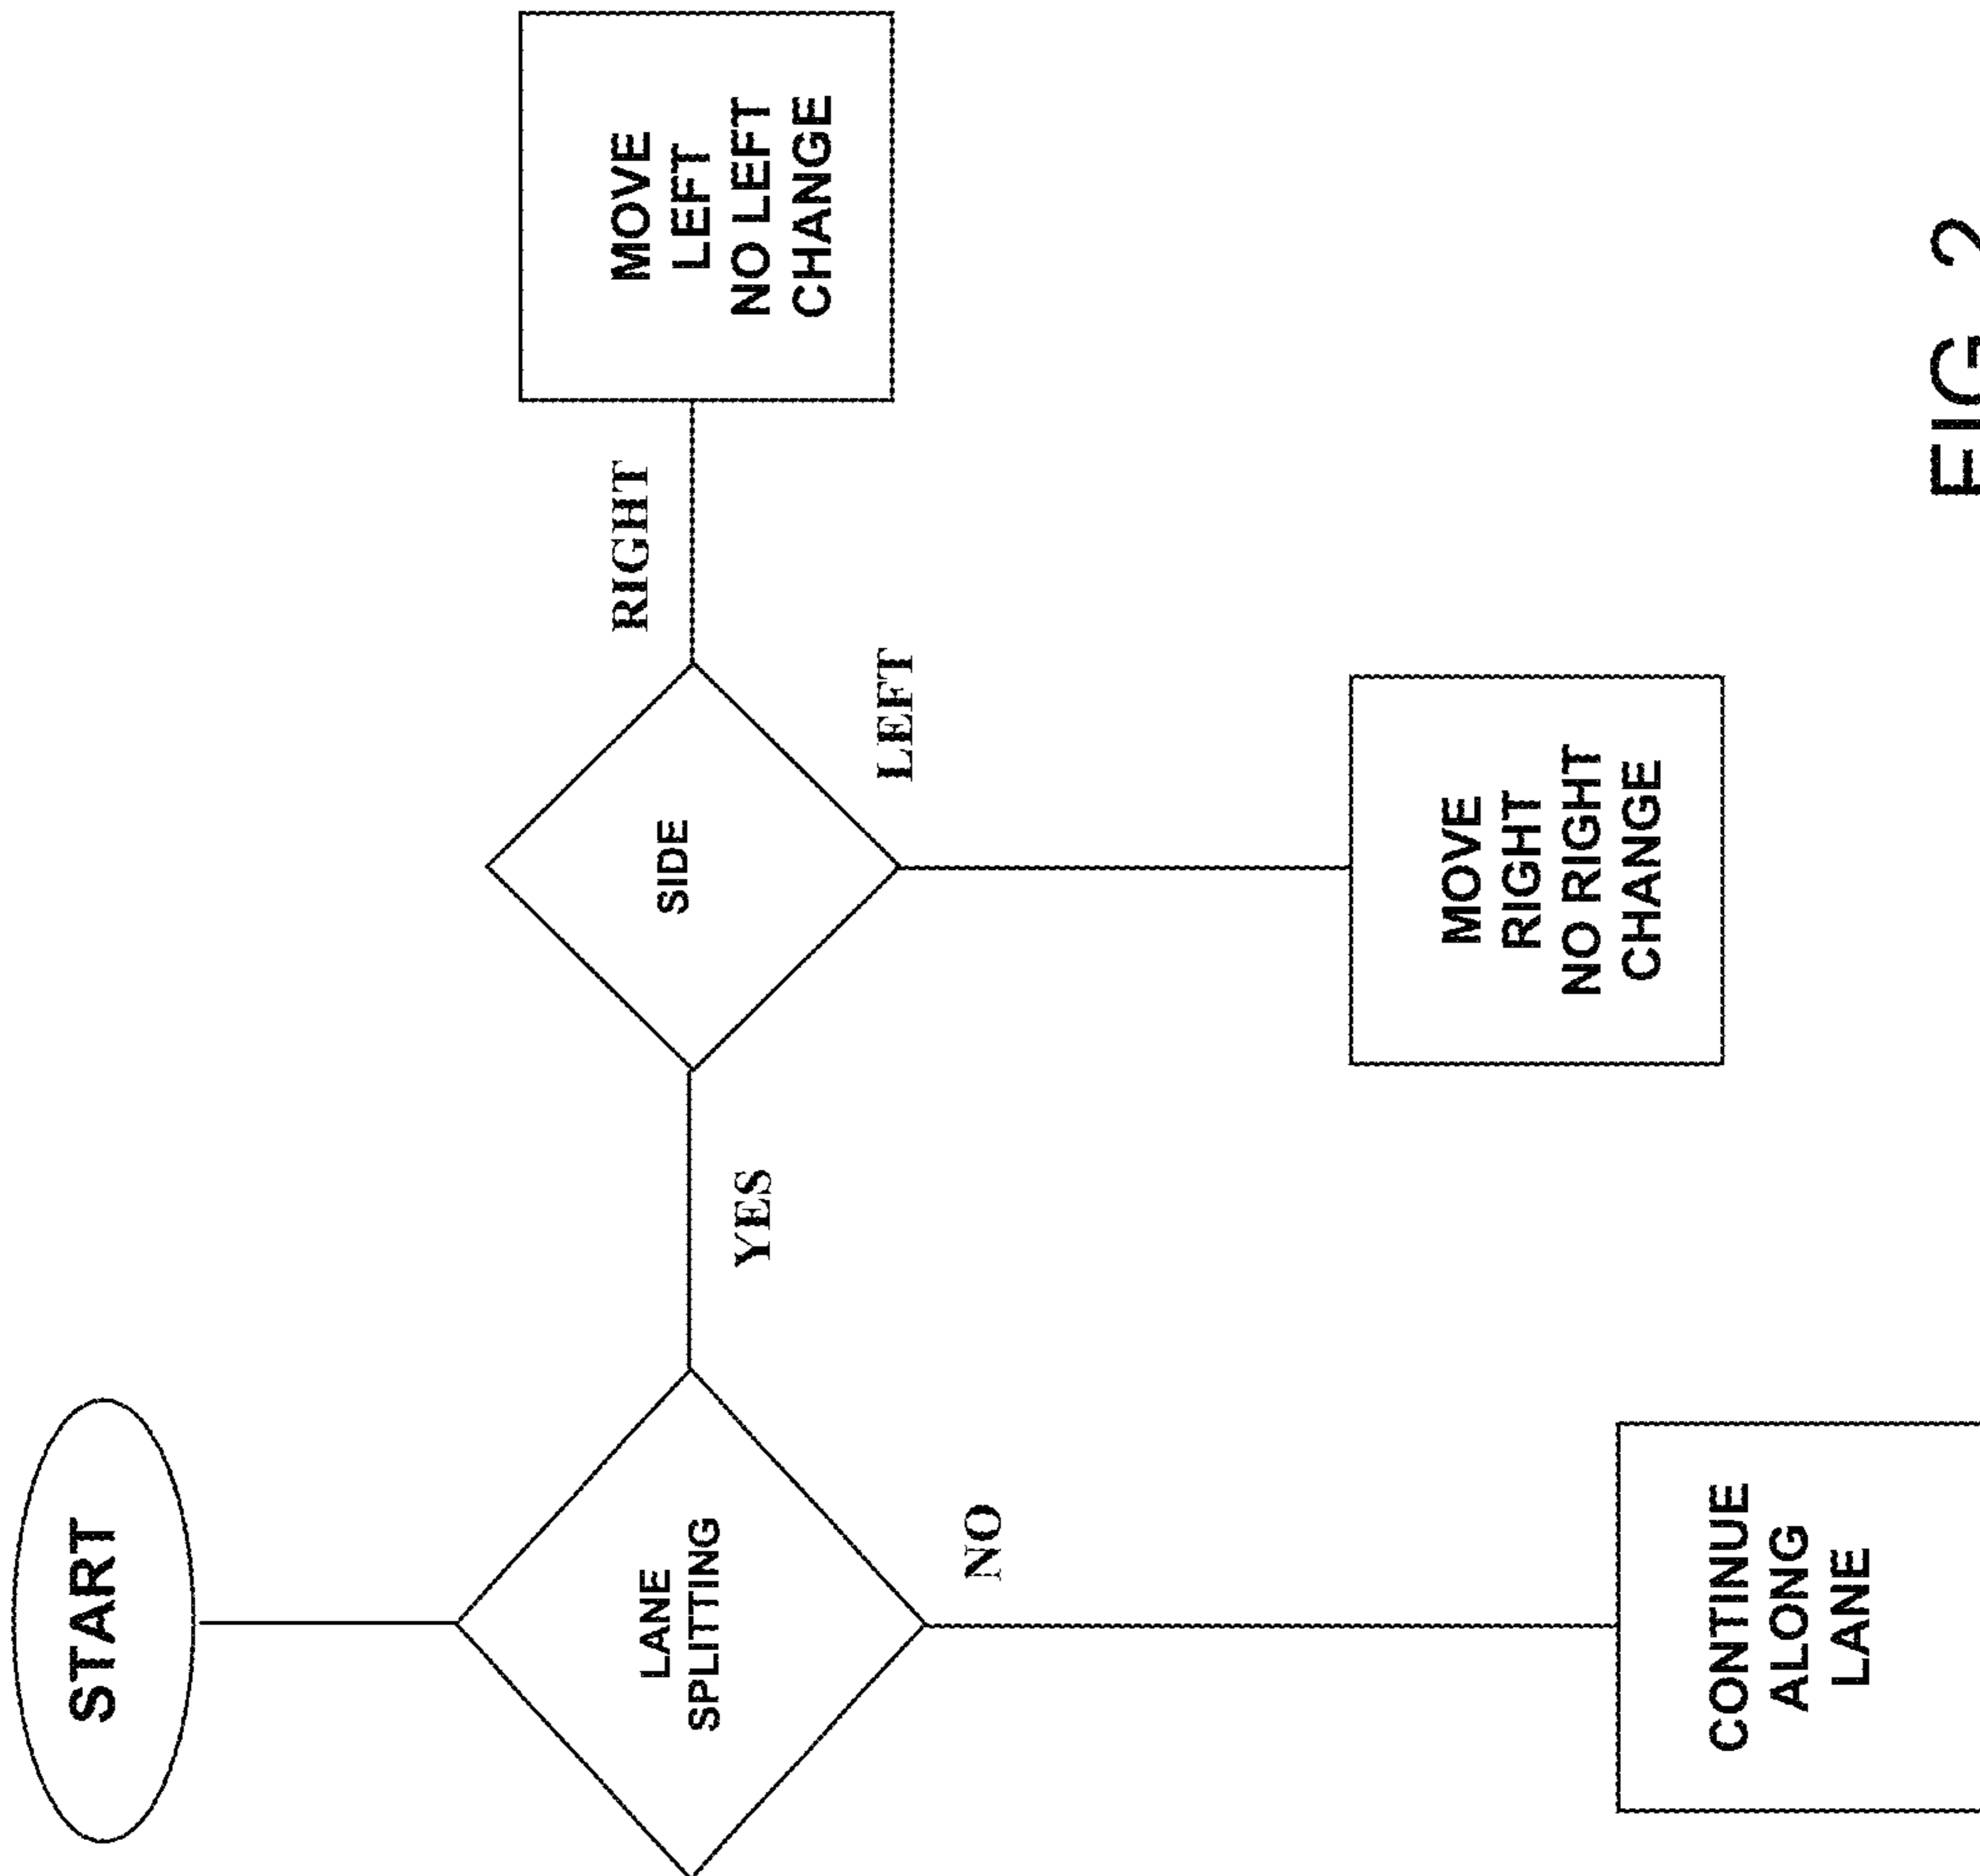 START
LANE
SPLITTING
YES
NO
SIDE
RIGHT
LEFT
MOVE
LEFT
NO LEFT
CHANGE
MOVE
RIGHT
NO RIGHT
CHANGE
CONTINUE
ALONG
LANE
FIG 2